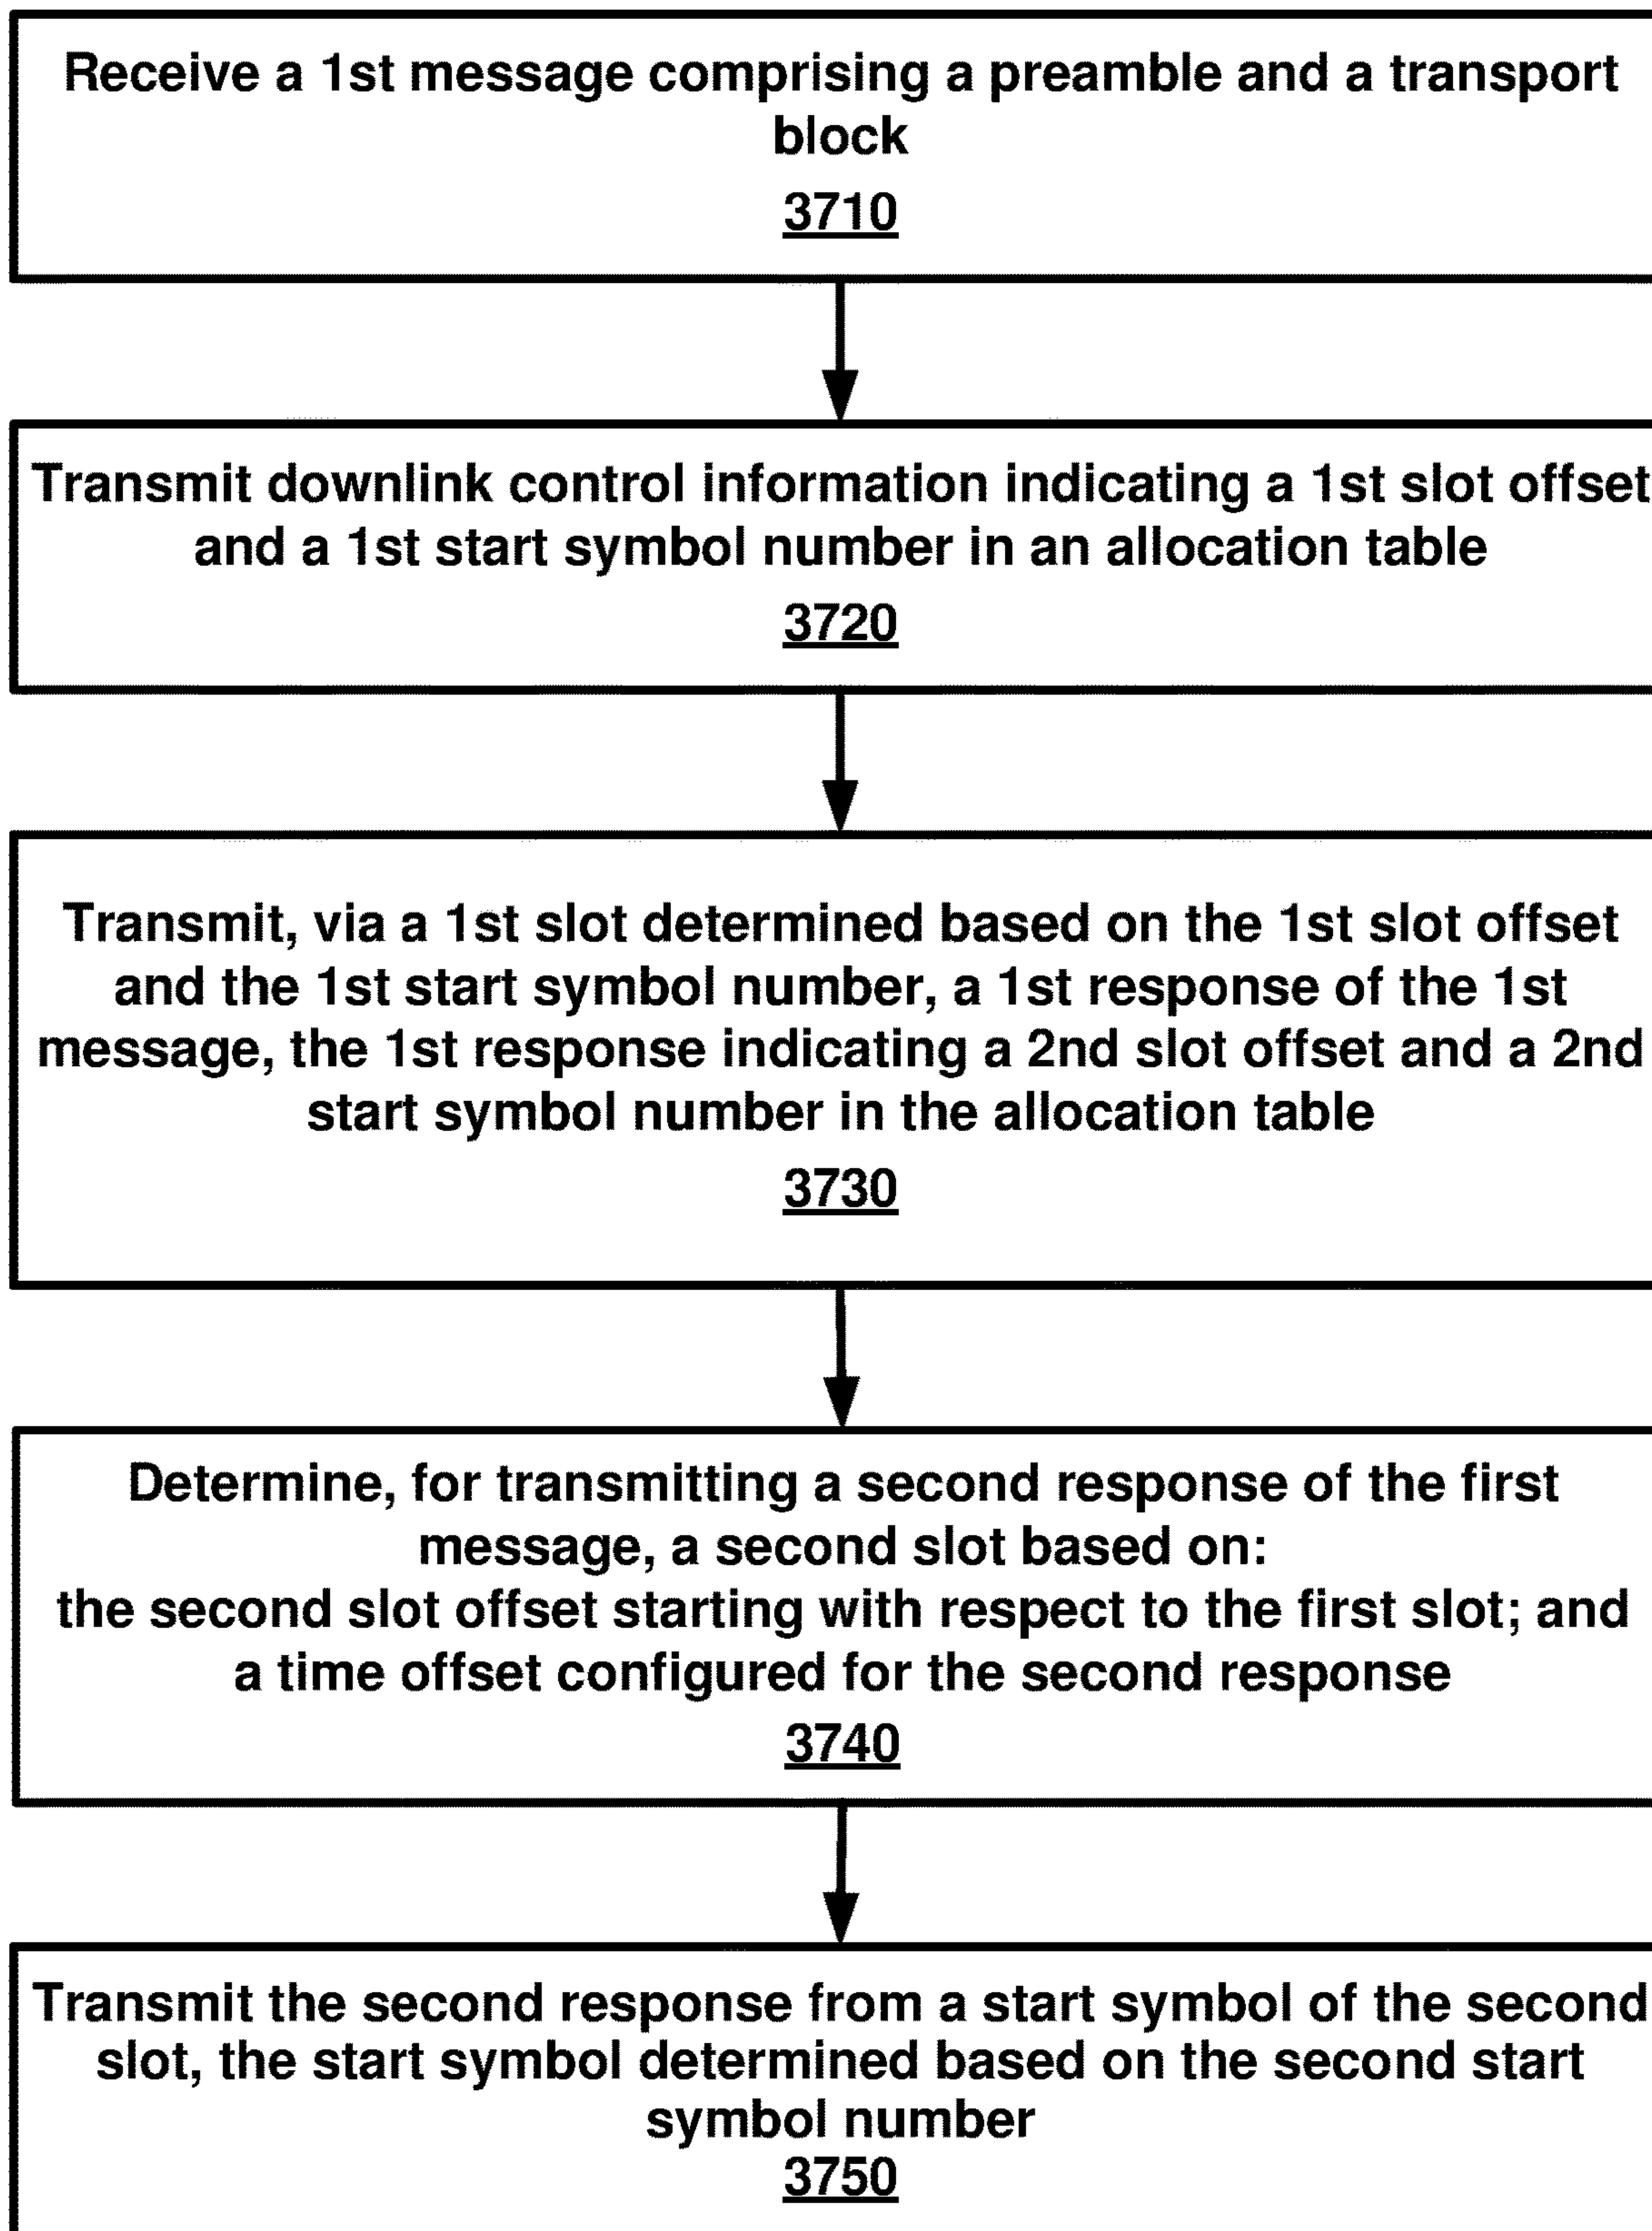 Receive a 1st message comprising a preamble and a transport
block
3710
Transmit downlink control information indicating a 1st slot offset
and a 1st start symbol number in an allocation table
3720
Transmit, via a 1st slot determined based on the 1st slot offset
and the 1st start symbol number, a 1st response of the 1st
message, the 1st response indicating a 2nd slot offset and a 2nd
start symbol number in the allocation table
3730
Determine, for transmitting a second response of the first
message, a second slot based on:
the second slot offset starting with respect to the first slot; and
a time offset configured for the second response
3740
Transmit the second response from a start symbol of the second
slot, the start symbol determined based on the second start
symbol number
3750